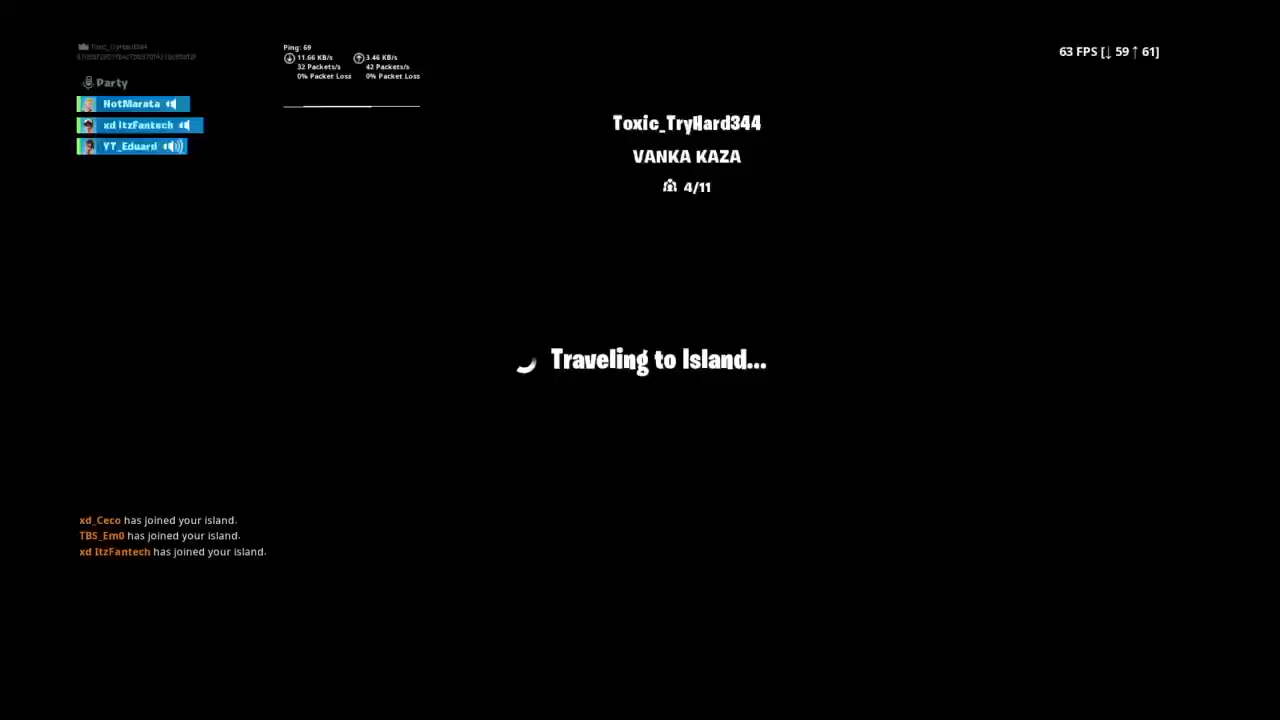 Toxic_TryHard344
Party
NotMarata
xd ItzFantech
YT_Eduard
Ping: 69
11.66 KB/s 3.46 KB/s
32 Packets/s 42 Packets/s
0% Packet Loss 0% Packet Loss
63 FPS [↓ 59 ↑ 61]
Toxic_TryHard344
VANKA KAZA
4/11
Traveling to Island...
xd_Ceco has joined your island.
TBS_Em0 has joined your island.
xd ItzFantech has joined your island.